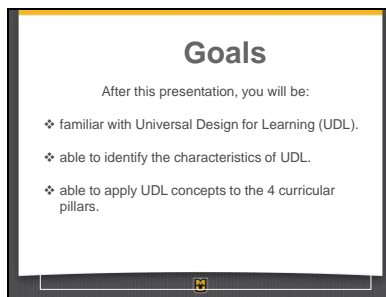 Goals
After this presentation, you will be:
❖ familiar with Universal Design for Learning (UDL).
❖ able to identify the characteristics of UDL.
❖ able to apply UDL concepts to the 4 curricular
pillars.
MU